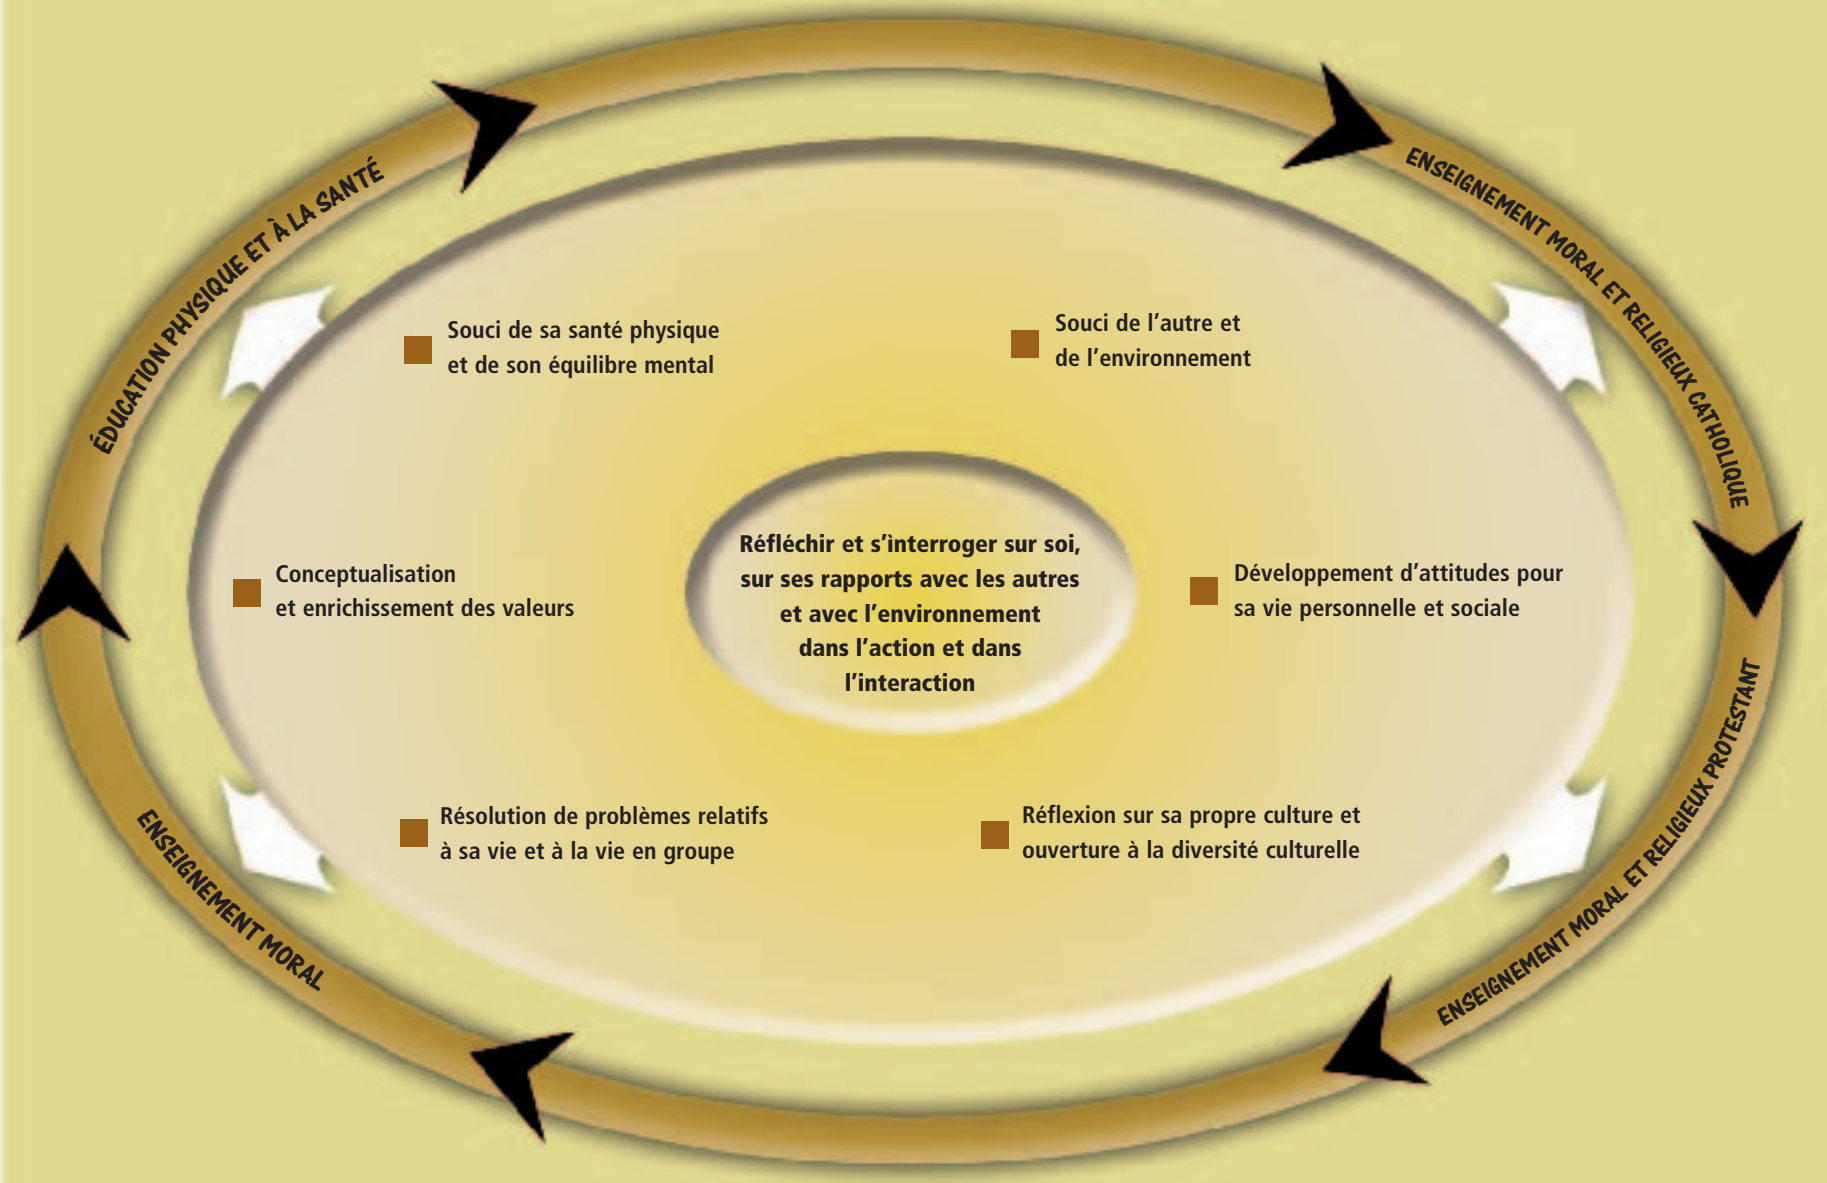 ÉDUCATION PHYSIQUE ET À LA SANTÉ
ENSEIGNEMENT MORAL ET RELIGIEUX CATHOLIQUE
Souci de sa santé physique
et de son équilibre mental
Souci de l’autre et
de l’environnement
Conceptualisation
et enrichissement des valeurs
Réfléchir et s’interroger sur soi,
sur ses rapports avec les autres
et avec l’environnement
dans l’action et dans
l’interaction
Développement d’attitudes pour
sa vie personnelle et sociale
Résolution de problèmes relatifs
à sa vie et à la vie en groupe
Réflexion sur sa propre culture et
ouverture à la diversité culturelle
ENSEIGNEMENT MORAL
ENSEIGNEMENT MORAL ET RELIGIEUX PROTESTANT